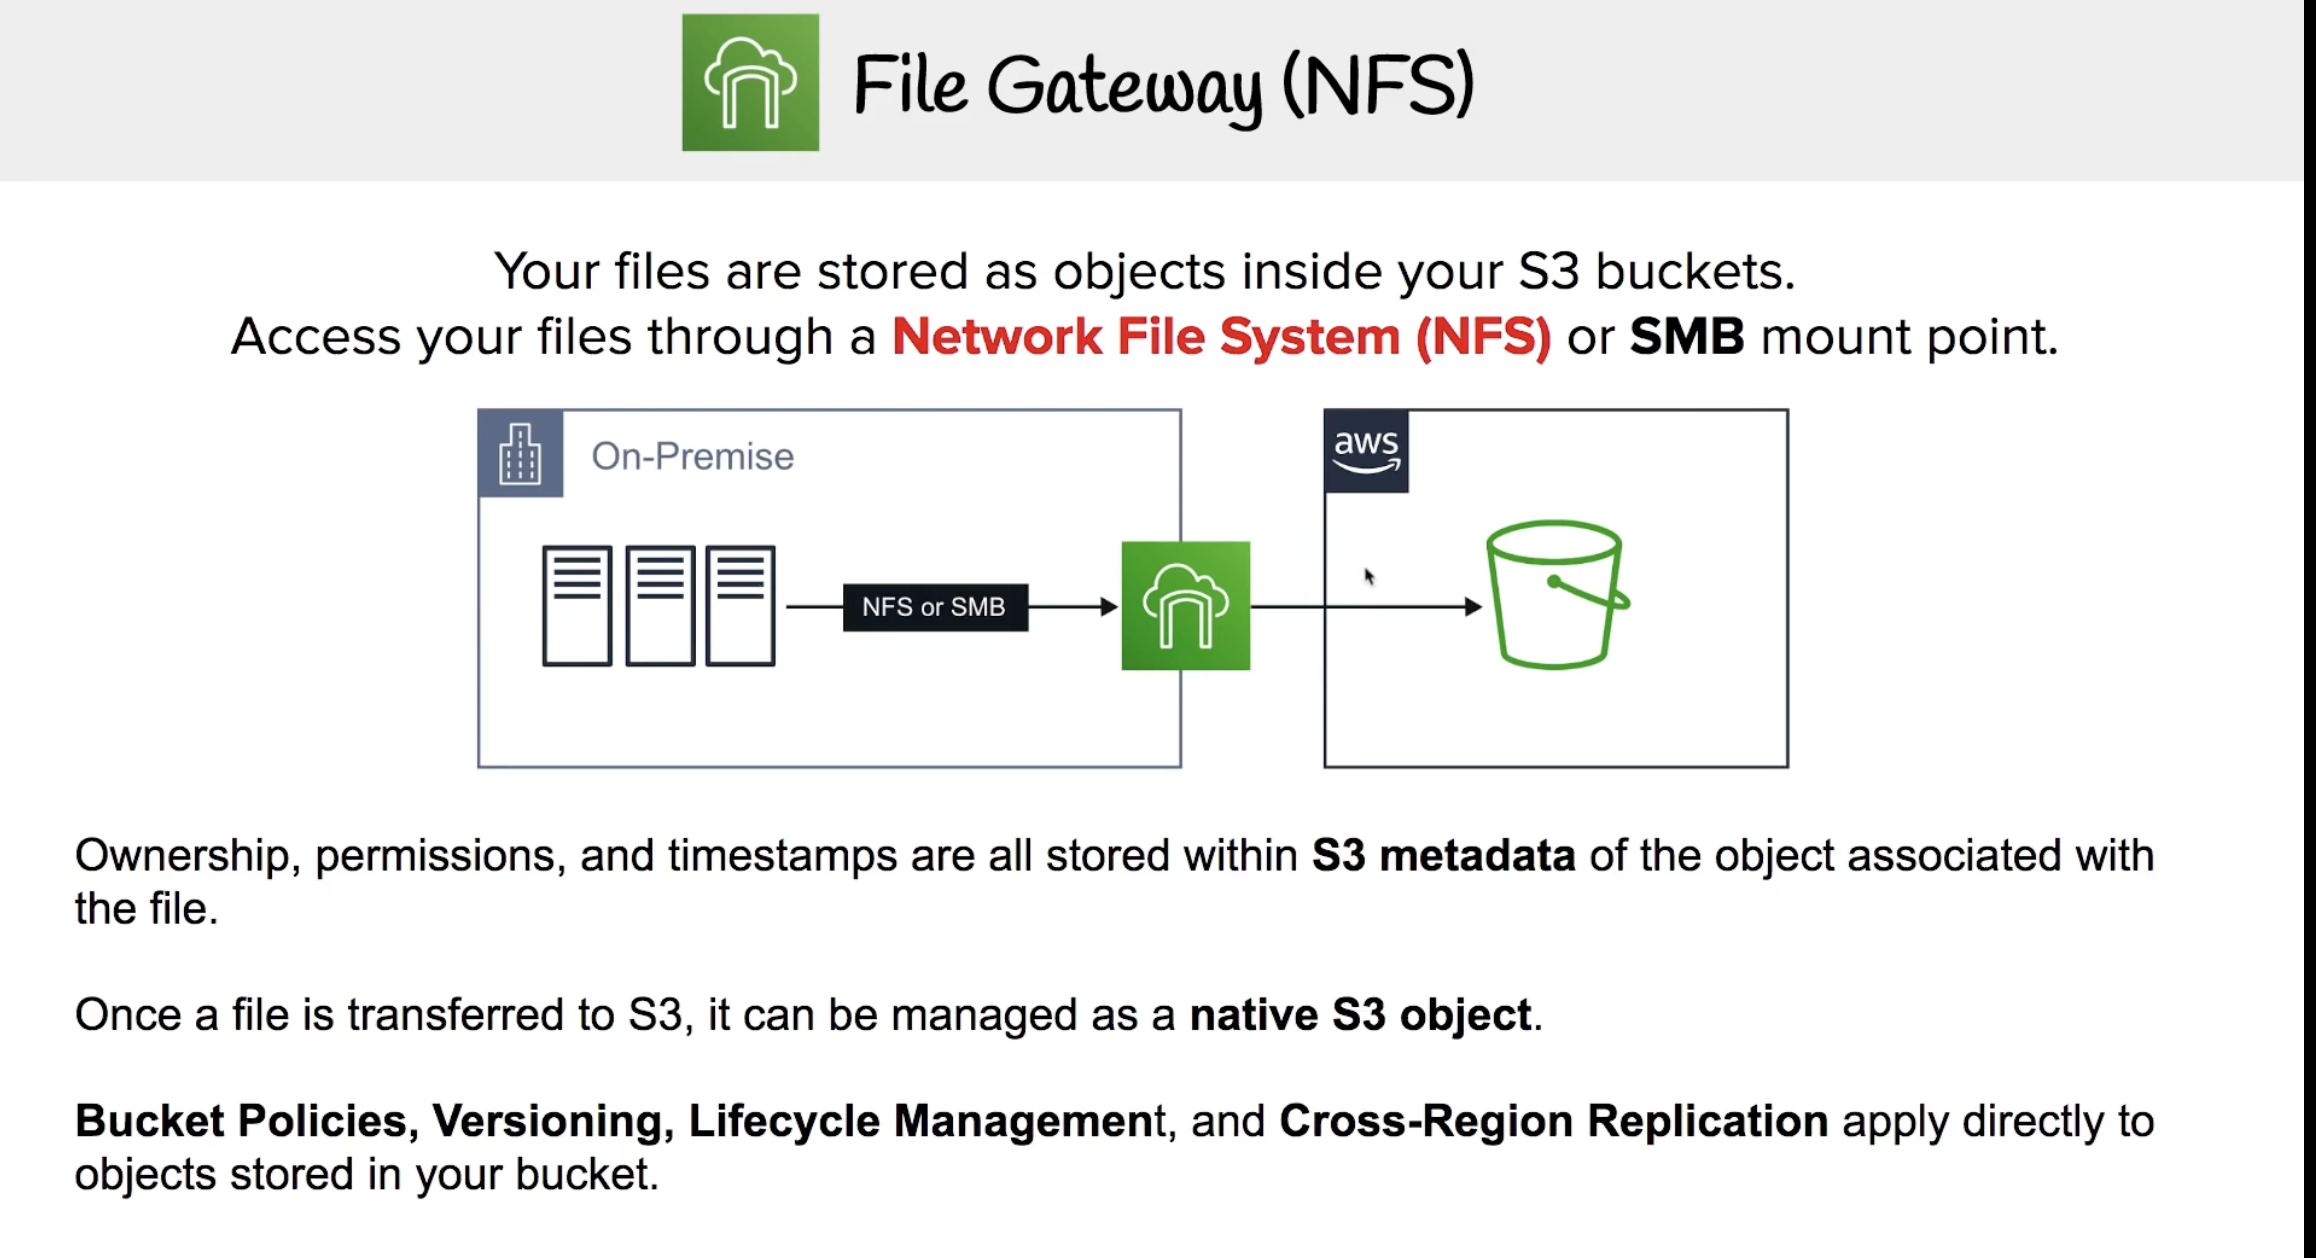 File Gateway (NFS)
Your files are stored as objects inside your S3 buckets.
Access your files through a Network File System (NFS) or SMB mount point.
On-Premise
aws
NFS or SMB
Ownership, permissions, and timestamps are all stored within S3 metadata of the object associated with
the file.
Once a file is transferred to S3, it can be managed as a native S3 object.
Bucket Policies, Versioning, Lifecycle Management, and Cross-Region Replication apply directly to
objects stored in your bucket.